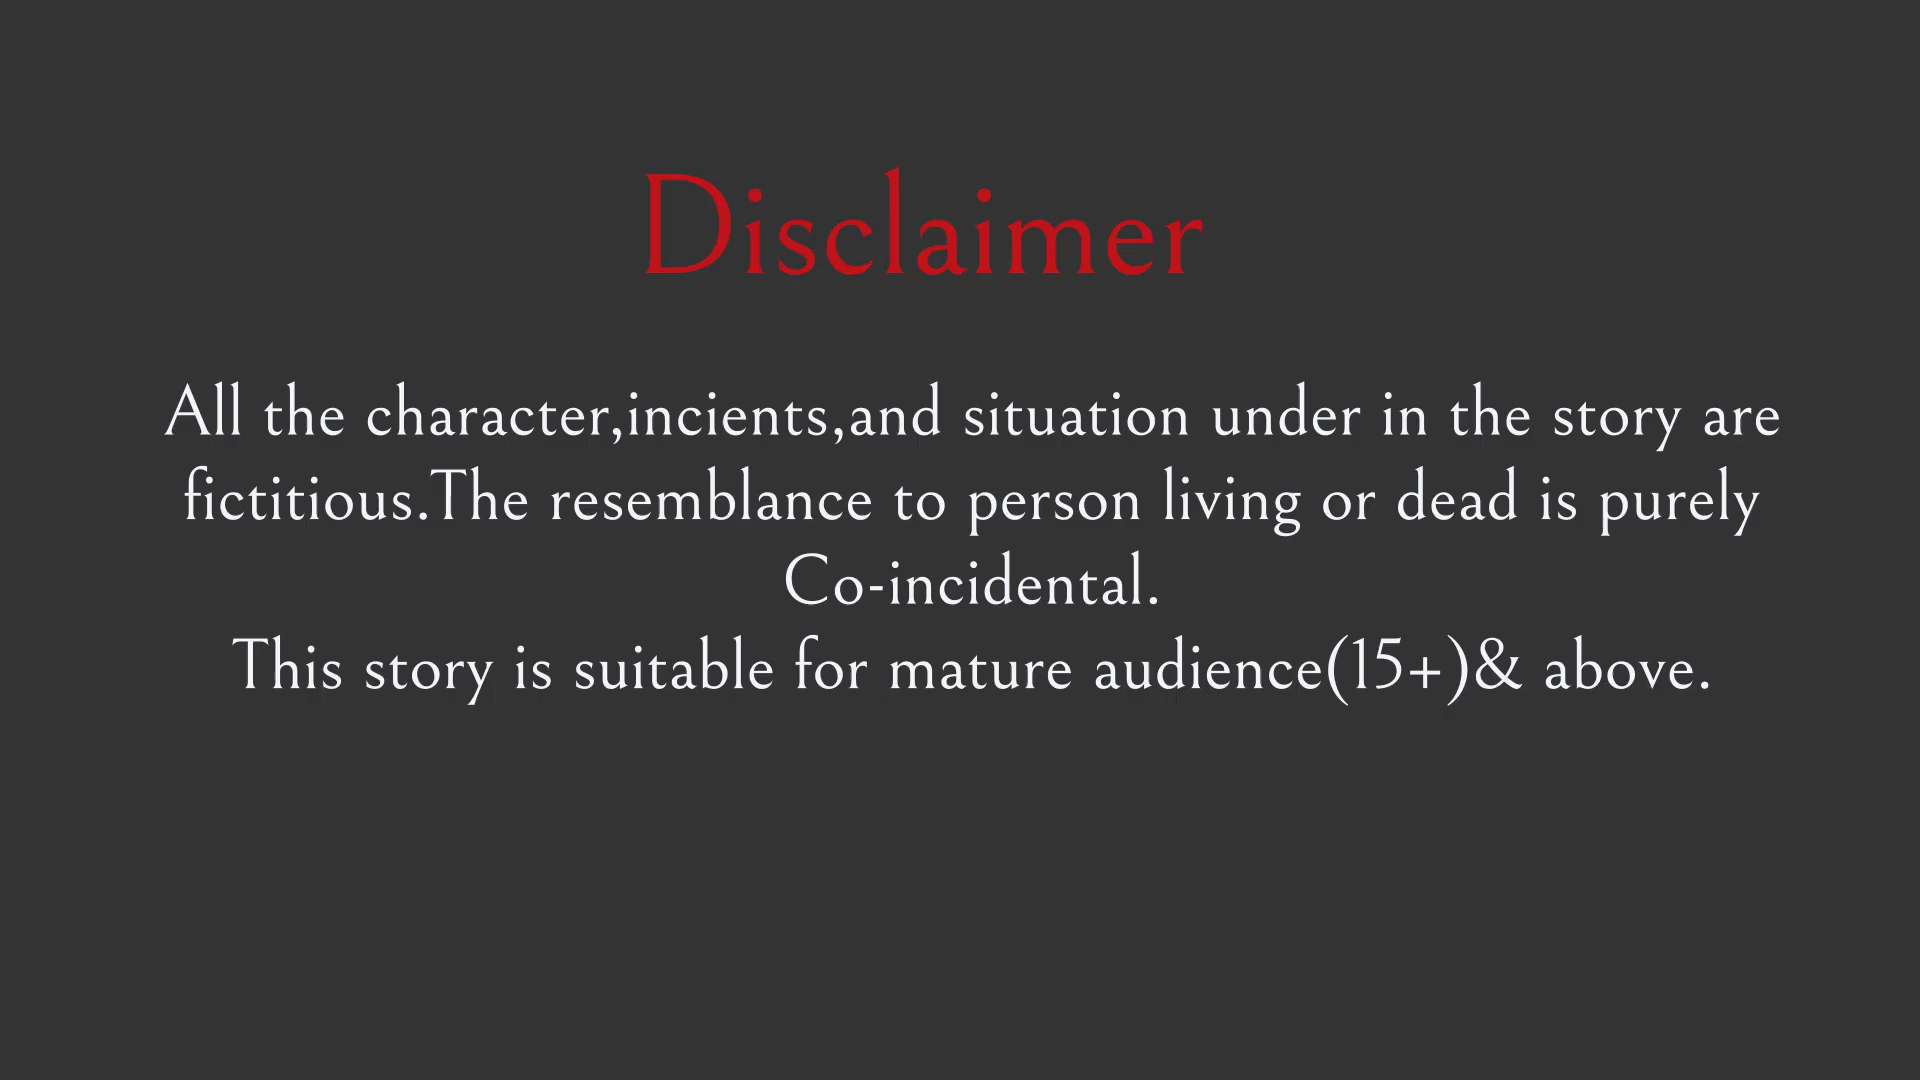 Disclaimer
All the character,incients,and situation under in the story are
fictitious.The resemblance to person living or dead is purely
Co-incidental.
This story is suitable for mature audience(15+)& above.